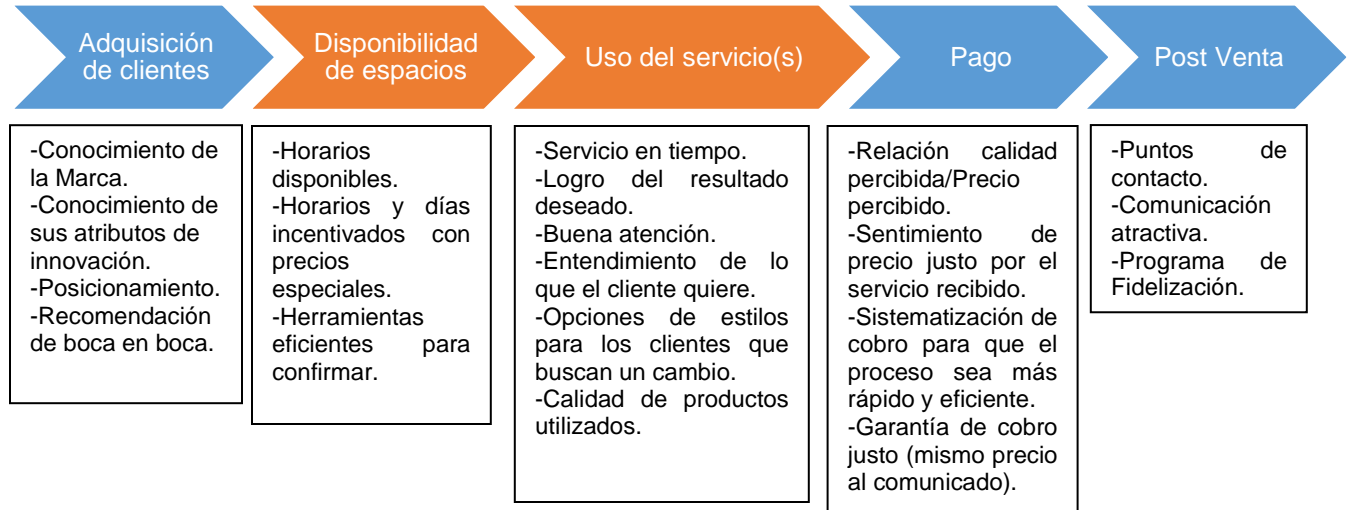 Adquisición
de clientes
Disponibilidad
de espacios
Uso del servicio(s)
Pago
Post Venta
-Conocimiento de
la Marca.
-Conocimiento de
sus atributos de
innovación.
-Posicionamiento.
-Recomendación
de boca en boca.
-Horarios
disponibles.
-Horarios y días
incentivados con
precios
especiales.
-Herramientas
eficientes para
confirmar.
-Servicio en tiempo.
-Logro del resultado
deseado.
-Buena atención.
-Entendimiento de lo
que el cliente quiere.
-Opciones de estilos
para los clientes que
buscan un cambio.
-Calidad de productos
utilizados.
-Relación calidad
percibida/Precio
percibido.
-Sentimiento de
precio justo por el
servicio recibido.
-Sistematización de
cobro para que el
proceso sea más
rápido y eficiente.
-Garantía de cobro
justo (mismo precio
al comunicado).
-Puntos de
contacto.
-Comunicación
atractiva.
-Programa de
Fidelización.